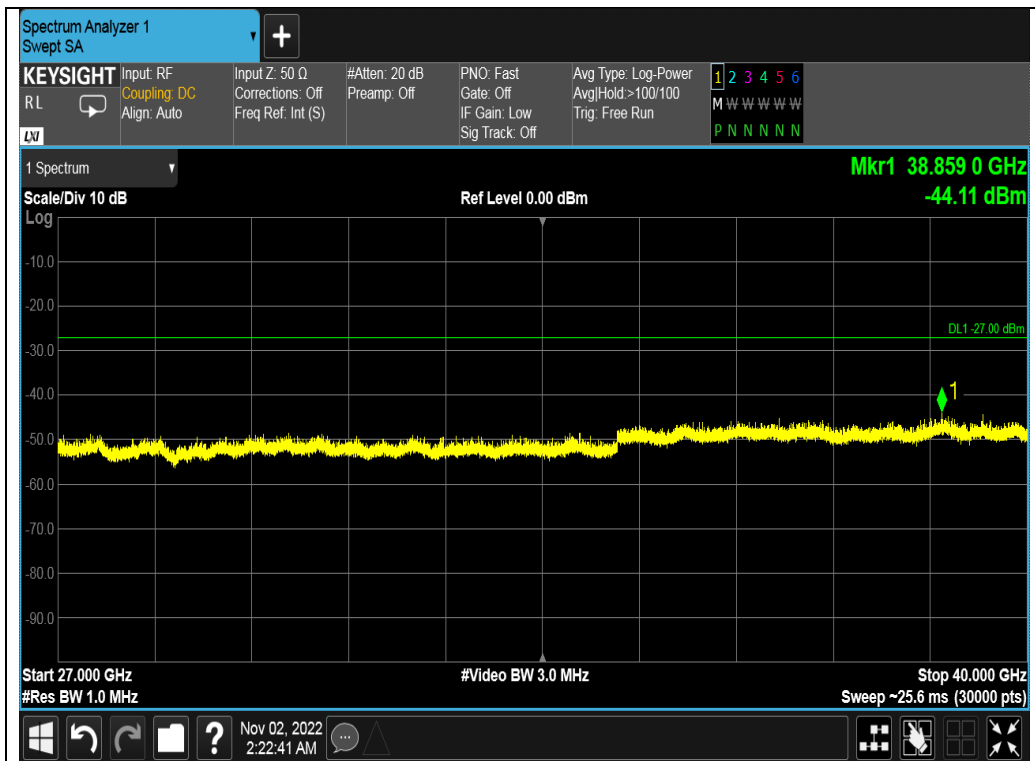 Spectrum Analyzer 1
Swept SA
+
KEYSIGHT
RL
LXI
Input: RF
Coupling: DC
Align: Auto
Input Z: 50 Ω
Corrections: Off
Freq Ref: Int (S)
#Atten: 20 dB
Preamp: Off
PNO: Fast
Gate: Off
IF Gain: Low
Sig Track: Off
Avg Type: Log-Power
Avg|Hold:>100/100
Trig: Free Run
1 2 3 4 5 6
M W W W W W
P N N N N N
1 Spectrum
Mkr1 38.859 0 GHz
-44.11 dBm
Scale/Div 10 dB
Ref Level 0.00 dBm
Log
-10.0
-20.0
DL1 -27.00 dBm
-30.0
-40.0
1
-50.0
-60.0
-70.0
-80.0
-90.0
Start 27.000 GHz
#Video BW 3.0 MHz
Stop 40.000 GHz
#Res BW 1.0 MHz
Sweep ~25.6 ms (30000 pts)
?
Nov 02, 2022
2:22:41 AM